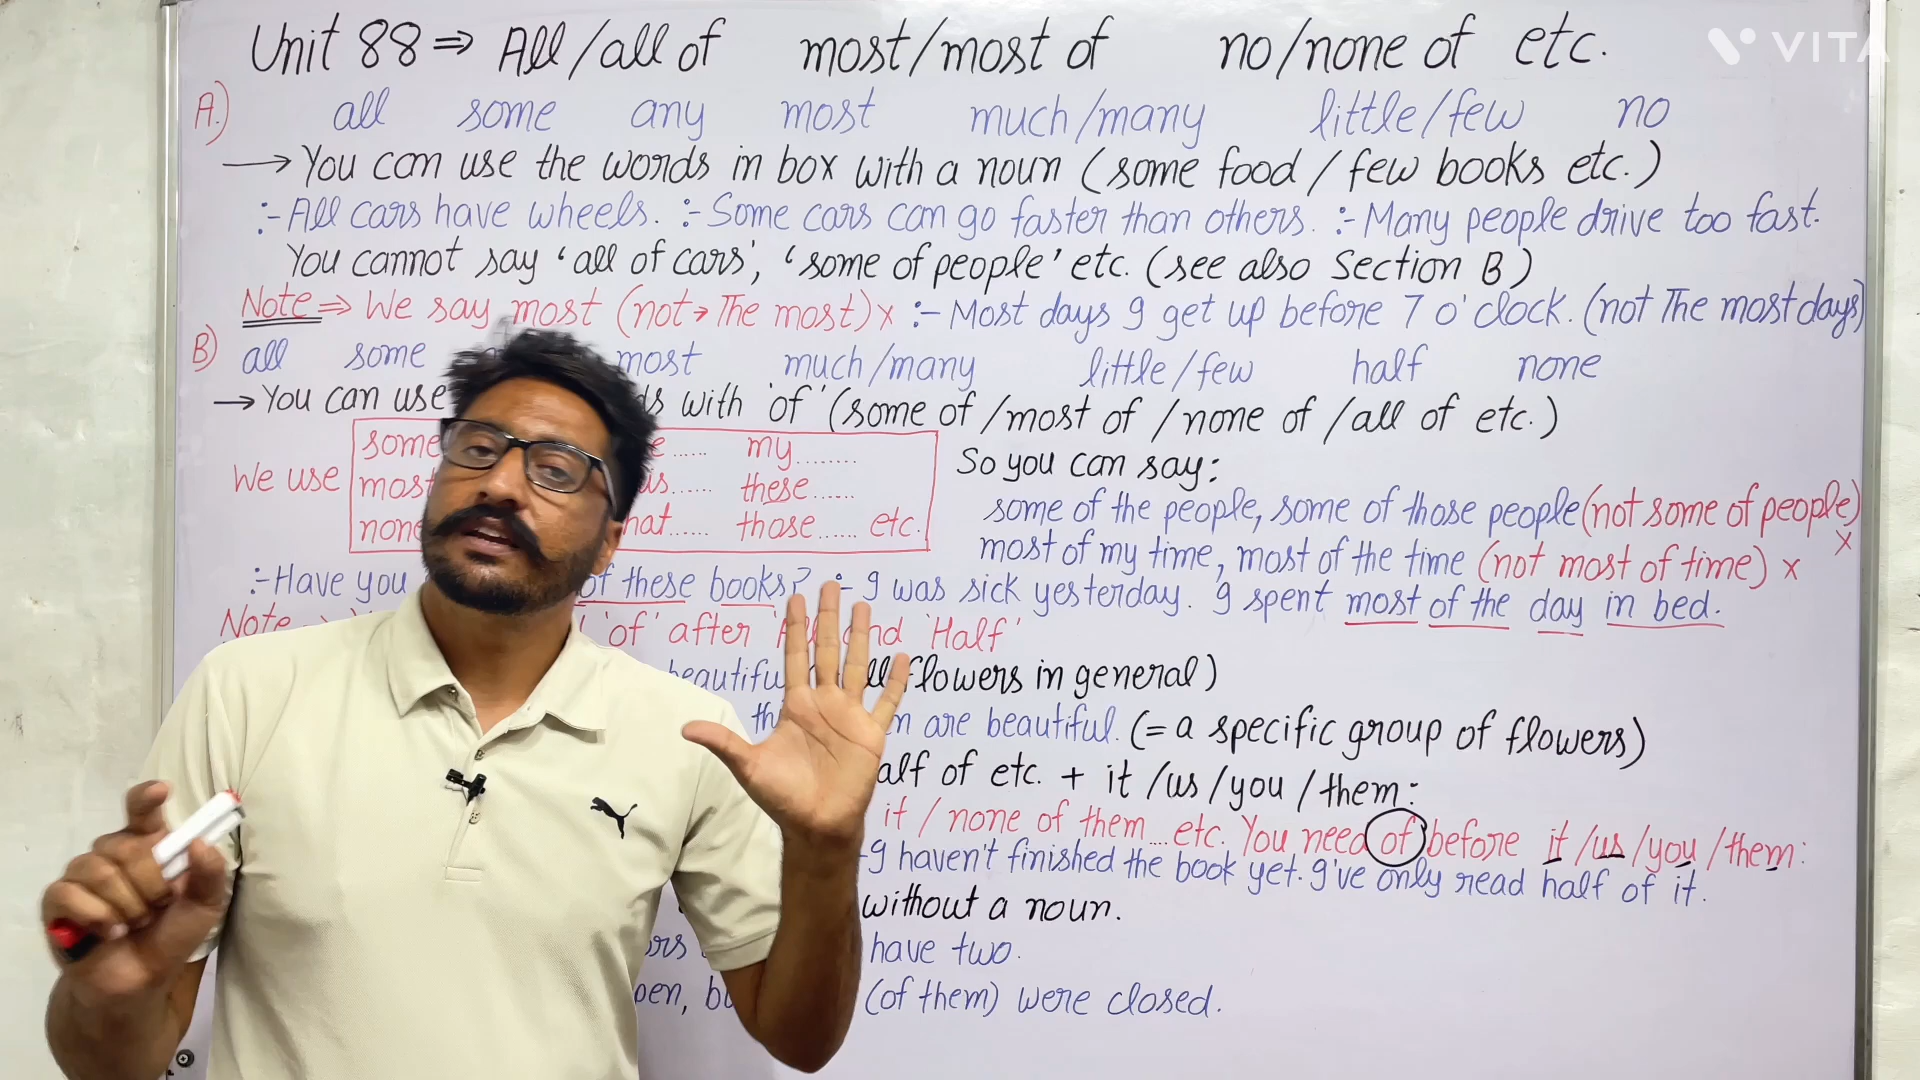 Unit 88 ⇒ All/all of most/most of no/none of etc.
VITA
A.) all some any most much/many little/few no
→ You can use the words in box with a noun (some food / few books etc.)
:- All cars have wheels. :- Some cars can go faster than others. :- Many people drive too fast.
You cannot say 'all of cars', 'some of people' etc. (see also Section B)
Note ⇒ We say most (not → The most) x :- Most days I get up before 7 o'clock. (not The most days)
B) all some most much/many little/few half none
→ You can use with 'of' (some of /most of / none of /all of etc.)
We use
some ...... my........
most ...... these......
none ...... those...... etc.
So you can say:
some of the people, some of those people (not some of people) x
most of my time, most of the time (not most of time) x
:- Have you of these books? :- I was sick yesterday. I spent most of the day in bed.
Note 'of' after 'All and 'Half'
flowers in general)
are beautiful. (= a specific group of flowers)
of etc. + it /us /you /them:
it / none of them....etc. You need of before it /us /you /them:
I haven't finished the book yet. I've only read half of it.
without a noun.
have two.
(of them) were closed.